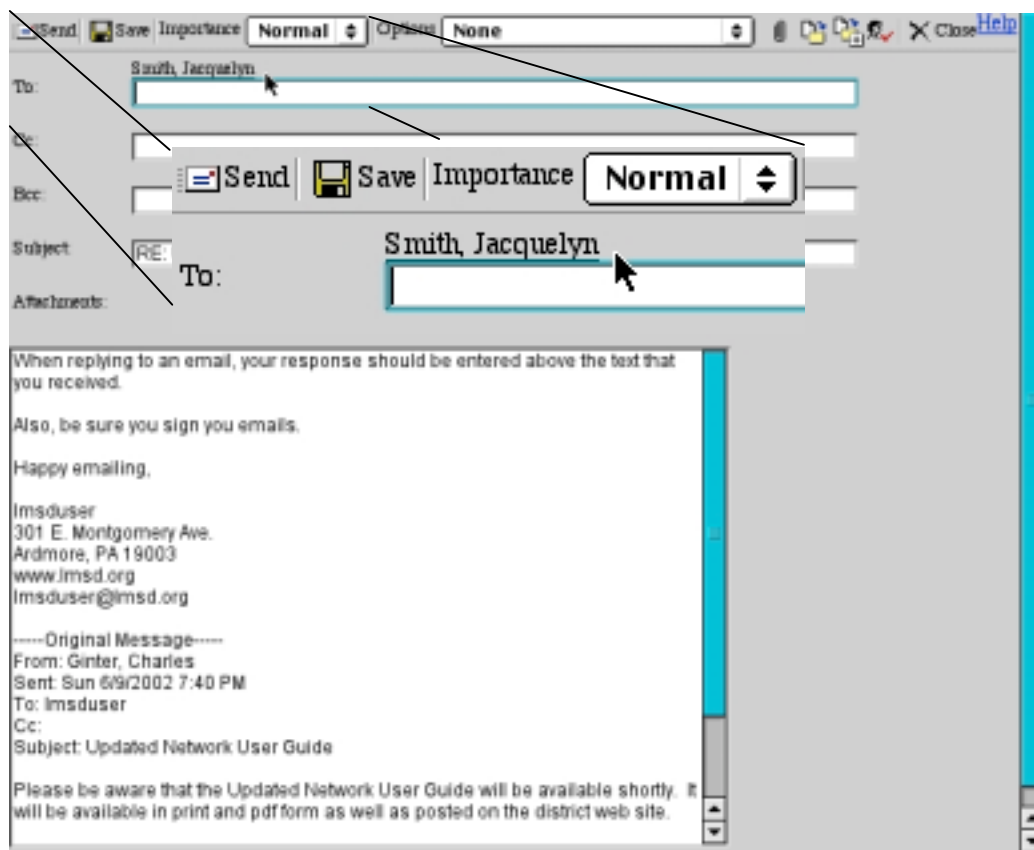 Send Save Importance Normal Options None Close Help
Smith, Jacquelyn
To:
Cc:
Bcc:
Send Save Importance Normal
Subject: RE:
Smith, Jacquelyn
To:
Attachments:
When replying to an email, your response should be entered above the text that
you received.
Also, be sure you sign you emails.
Happy emailing,
lmsduser
301 E. Montgomery Ave.
Ardmore, PA 19003
www.lmsd.org
lmsduser@lmsd.org
-----Original Message-----
From: Ginter, Charles
Sent: Sun 6/9/2002 7:40 PM
To: lmsduser
Cc:
Subject: Updated Network User Guide
Please be aware that the Updated Network User Guide will be available shortly. It
will be available in print and pdf form as well as posted on the district web site.